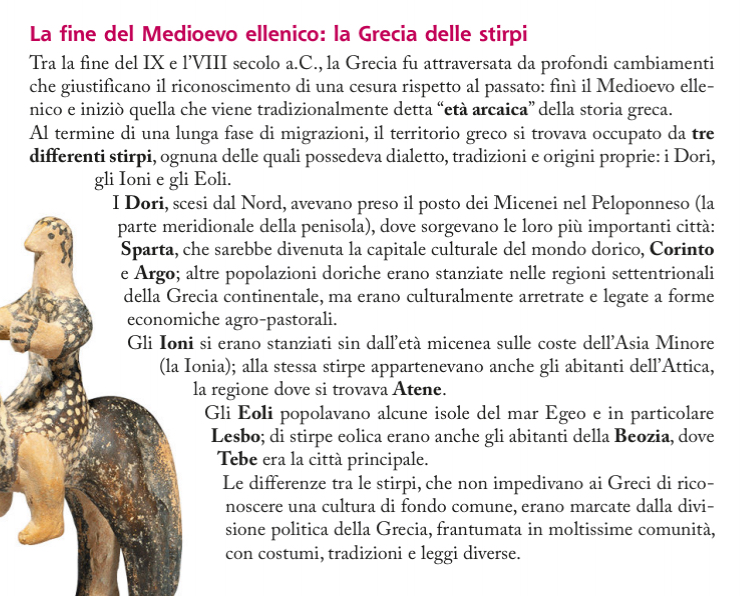 La fine del Medioevo ellenico: la Grecia delle stirpi
Tra la fine del IX e l'VIII secolo a.C., la Grecia fu attraversata da profondi cambiamenti
che giustificano il riconoscimento di una cesura rispetto al passato: finì il Medioevo elle-
nico e iniziò quella che viene tradizionalmente detta “età arcaica” della storia greca.
Al termine di una lunga fase di migrazioni, il territorio greco si trovava occupato da tre
differenti stirpi, ognuna delle quali possedeva dialetto, tradizioni e origini proprie: i Dori,
gli Ioni e gli Eoli.
I Dori, scesi dal Nord, avevano preso il posto dei Micenei nel Peloponneso (la
parte meridionale della penisola), dove sorgevano le loro più importanti città:
Sparta, che sarebbe divenuta la capitale culturale del mondo dorico, Corinto
e Argo; altre popolazioni doriche erano stanziate nelle regioni settentrionali
della Grecia continentale, ma erano culturalmente arretrate e legate a forme
economiche agro-pastorali.
Gli Ioni si erano stanziati sin dall'età micenea sulle coste dell'Asia Minore
(la Ionia); alla stessa stirpe appartenevano anche gli abitanti dell'Attica,
la regione dove si trovava Atene.
Gli Eoli popolavano alcune isole del mar Egeo e in particolare
Lesbo; di stirpe eolica erano anche gli abitanti della Beozia, dove
Tebe era la città principale.
Le differenze tra le stirpi, che non impedivano ai Greci di rico-
noscere una cultura di fondo comune, erano marcate dalla divi-
sione politica della Grecia, frantumata in moltissime comunità,
con costumi, tradizioni e leggi diverse.